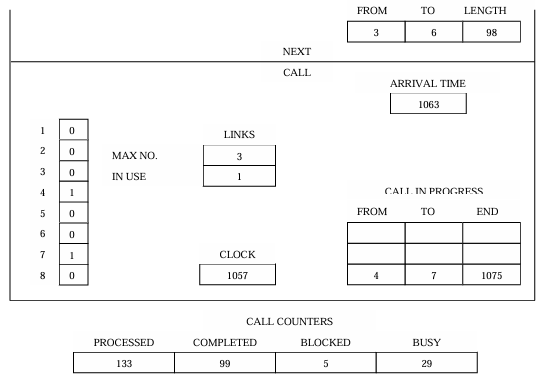 FROM TO LENGTH
3 6 98
NEXT
CALL
ARRIVAL TIME
1063
1 0
2 0
3 0
4 1
5 0
6 0
7 1
8 0
LINKS
MAX NO. 3
IN USE 1
CLOCK
1057
CALL IN PROGRESS
FROM TO END
4 7 1075
CALL COUNTERS
PROCESSED COMPLETED BLOCKED BUSY
133 99 5 29